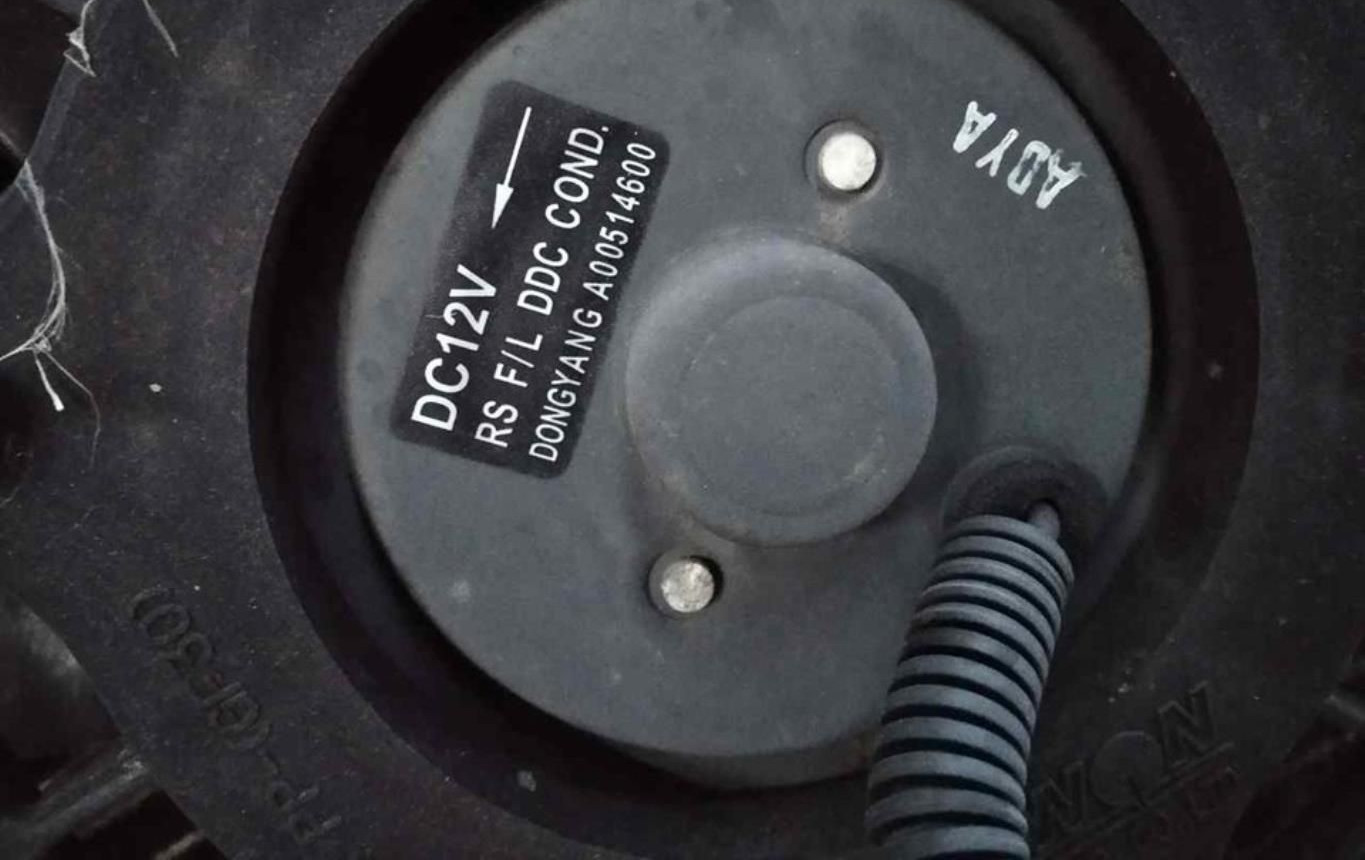 DC12V
RS F/L DDC COND.
DONGYANG A00514600
A0YA